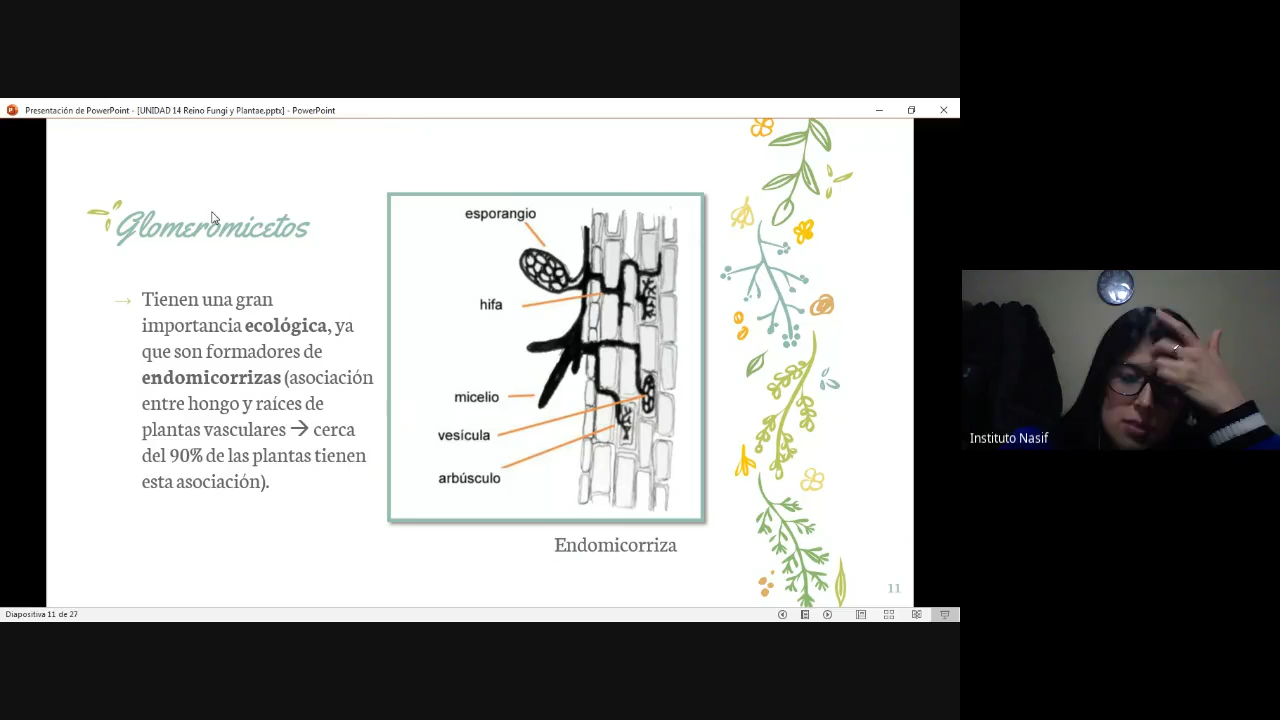 Presentación de PowerPoint - [UNIDAD 14 Reino Fungi y Plantae.pptx] - PowerPoint
Glomeromicetos
→ Tienen una gran
importancia ecológica, ya
que son formadores de
endomicorrizas (asociación
entre hongo y raíces de
plantas vasculares → cerca
del 90% de las plantas tienen
esta asociación).
esporangio
hifa
micelio
vesícula
arbúsculo
Endomicorriza
11
Diapositiva 11 de 27
Instituto Nasif